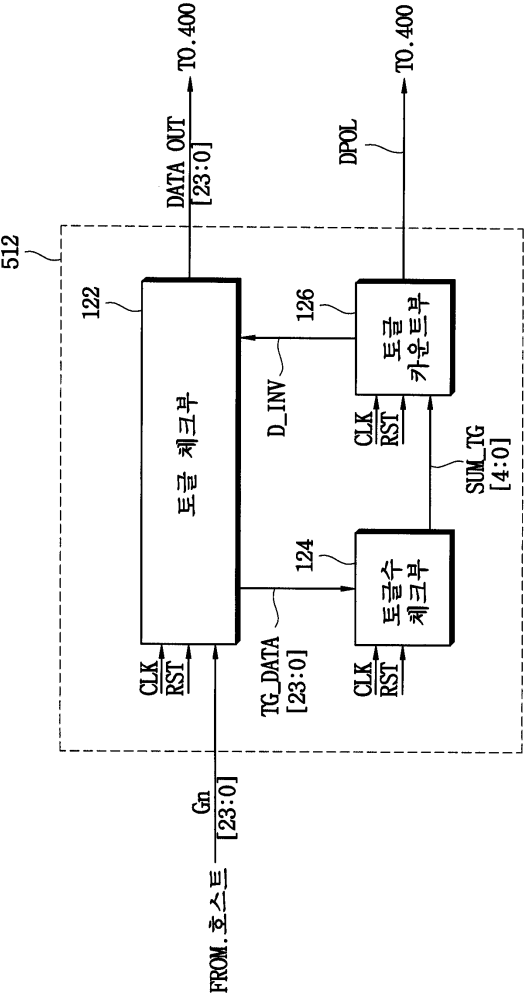 512
122
토글 체크부
CLK
RST
FROM.호스트
Gn
[23:0]
DATA OUT
[23:0]
TO.400
TG_DATA
[23:0]
D_INV
124
토글수
체크부
CLK
RST
SUM_TG
[4:0]
126
토글
카운트부
CLK
RST
DPOL
TO.400